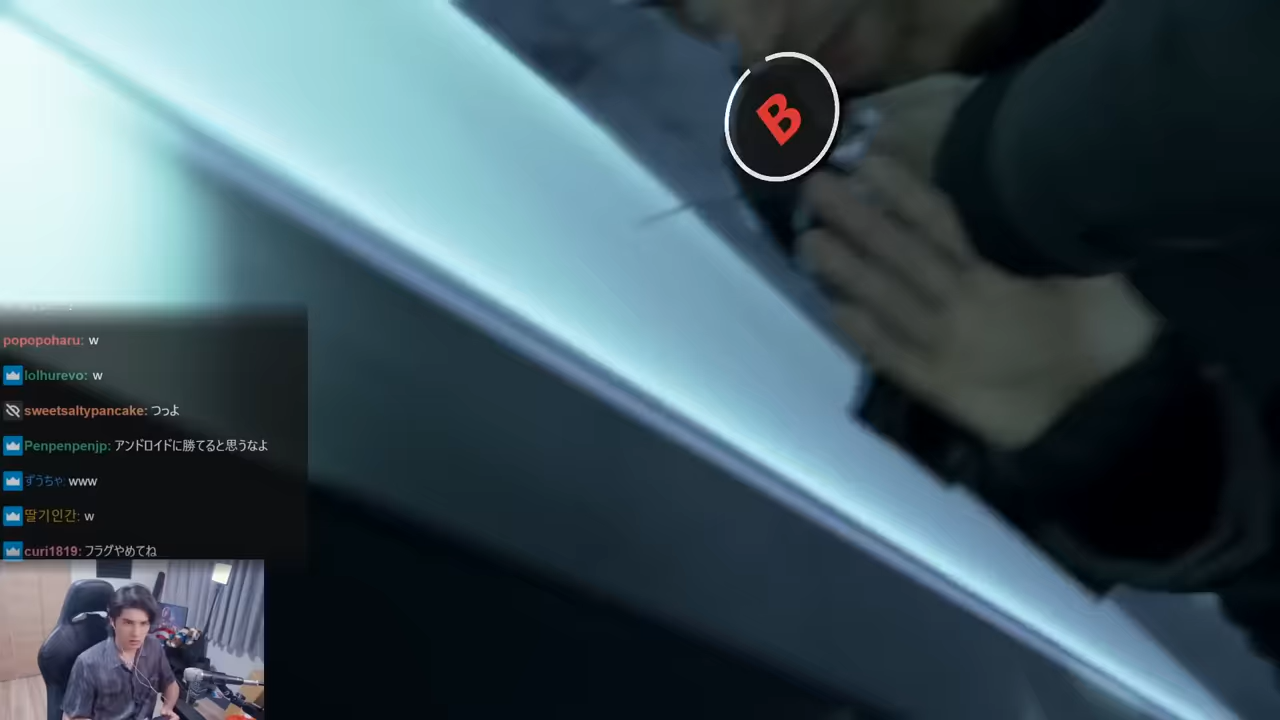 B
popopoharu: w
lolhurevo: w
sweetsaltypancake: つっよ
Penpenpenjp: アンドロイドに勝てると思うなよ
ずうちゃ: www
딸기인간: w
curi1819: フラグやめてね